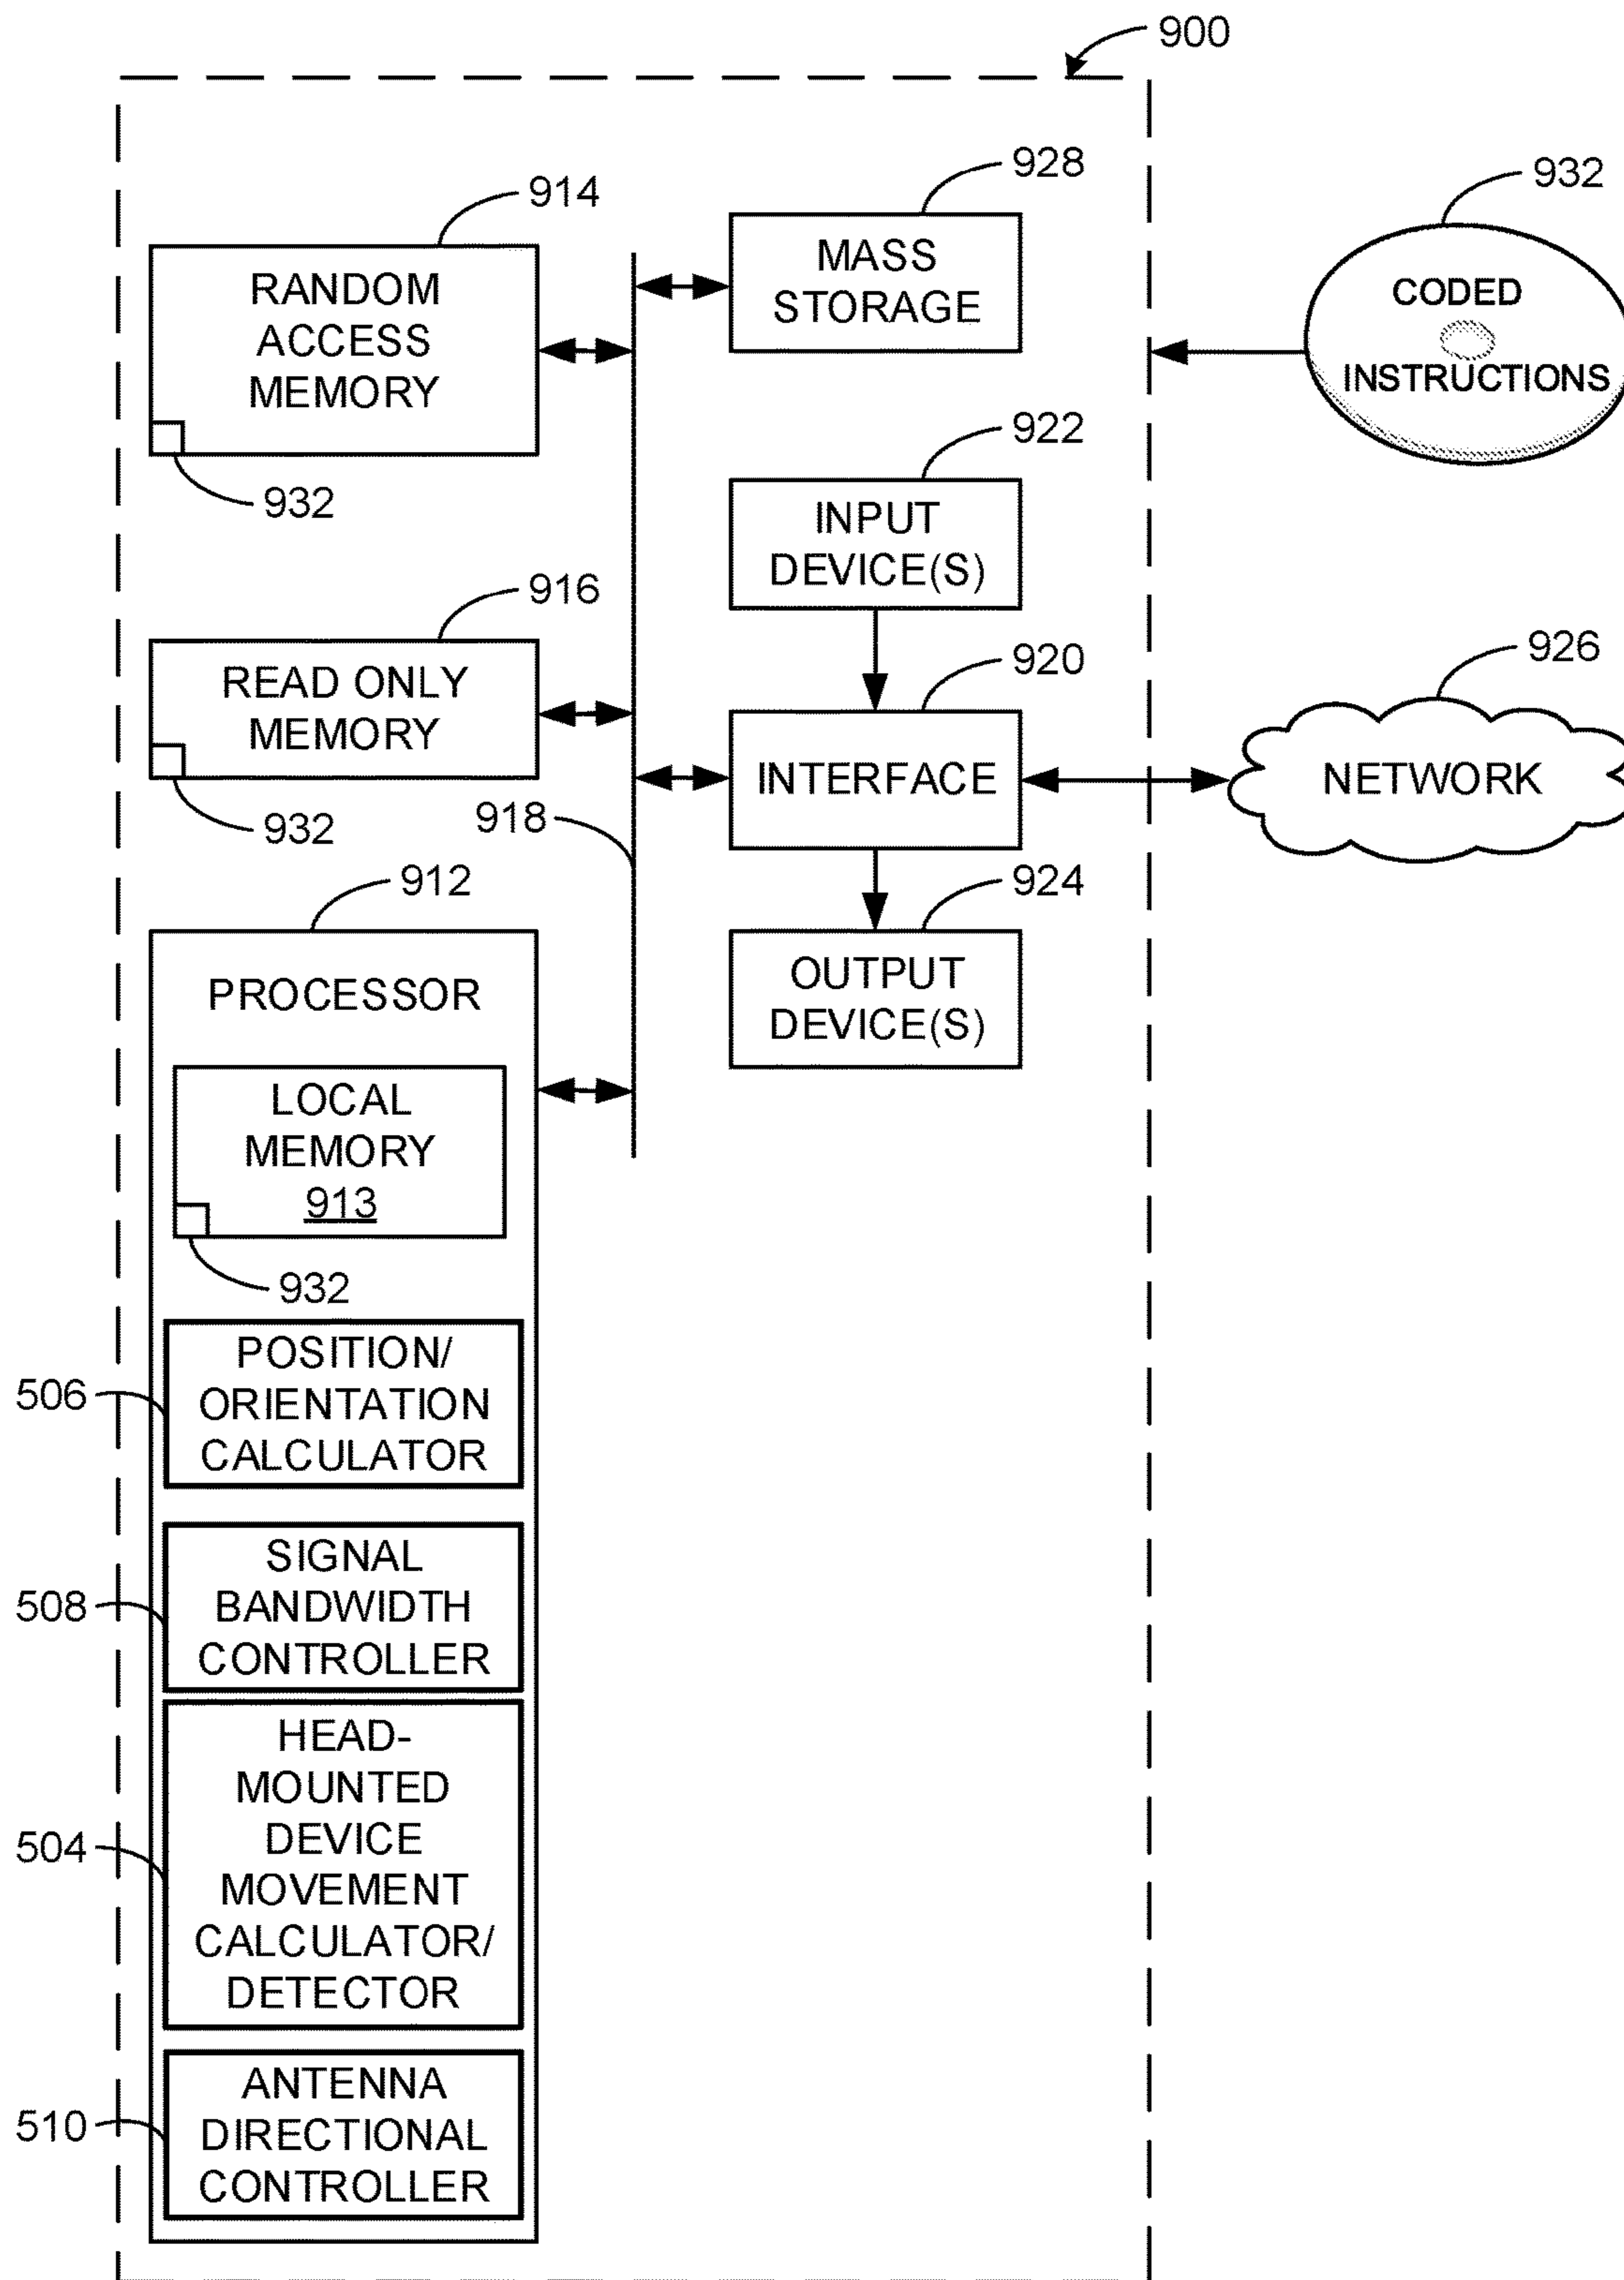 900
914
928
932
RANDOM
ACCESS
MEMORY
932
MASS
STORAGE
CODED
INSTRUCTIONS
922
INPUT
DEVICE(S)
916
READ ONLY
MEMORY
932
920
INTERFACE
926
NETWORK
918
924
OUTPUT
DEVICE(S)
912
PROCESSOR
LOCAL
MEMORY
913
932
506
POSITION/
ORIENTATION
CALCULATOR
508
SIGNAL
BANDWIDTH
CONTROLLER
504
HEAD-
MOUNTED
DEVICE
MOVEMENT
CALCULATOR/
DETECTOR
510
ANTENNA
DIRECTIONAL
CONTROLLER